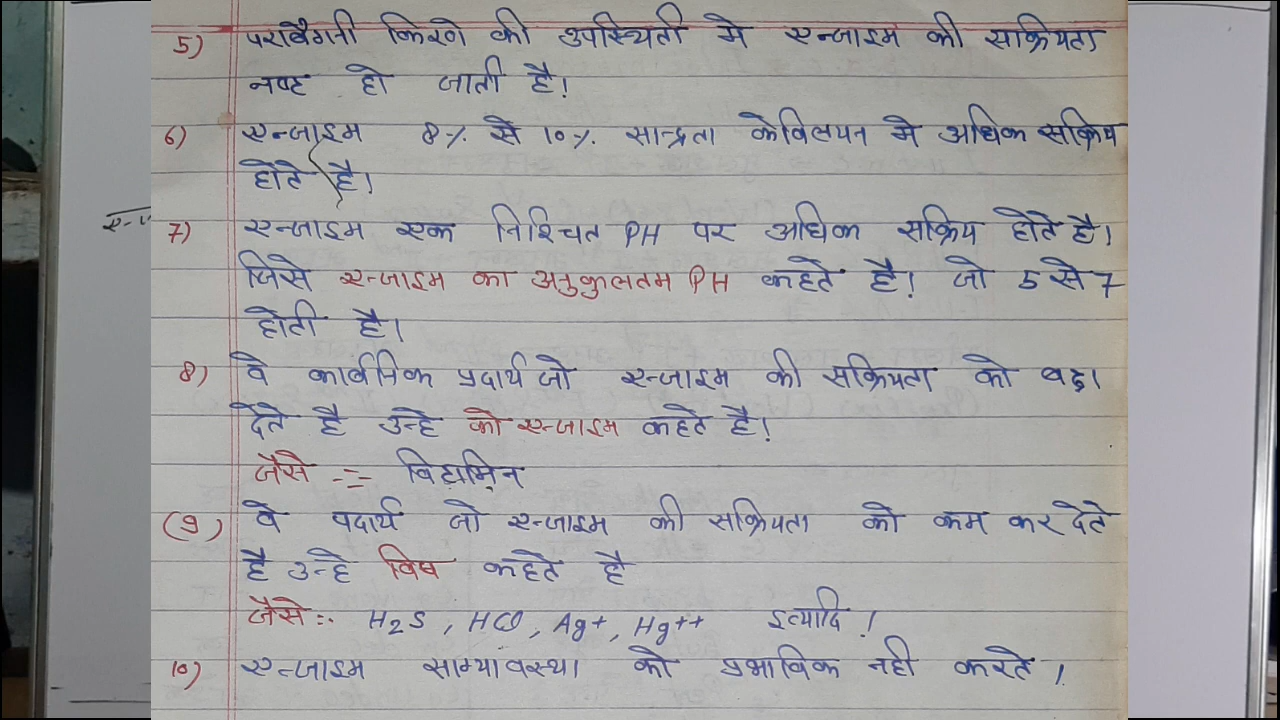 5) पराबैगनी किरणे की उपस्थिती मे एन्जाइम की सक्रियता
नष्ट हो जाती है।
6) एन्जाइम 8% से 10% सान्द्रता के विलयन मे अधिक सक्रिय
होते है।
7) एन्जाइम एक निश्चित PH पर अधिक सक्रिय होते है।
जिसे एन्जाइम का अनुकुलतम PH कहते है। जो 5 से 7
होती है।
8) वे कार्बनिक प्रदार्थ जो एन्जाइम की सक्रियता को बढ़ा
देते है उन्हे को एन्जाइम कहते है।
जैसे -:- विटामिन
(9) वे पदार्थ जो एन्जाइम की सक्रियता को कम कर देते
है उन्हे विष कहते है
जैसे :- H2S, , Ag+, Hg++ इत्यादि।
10) एन्जाइम साम्यावस्था को प्रभाविक नही करते।